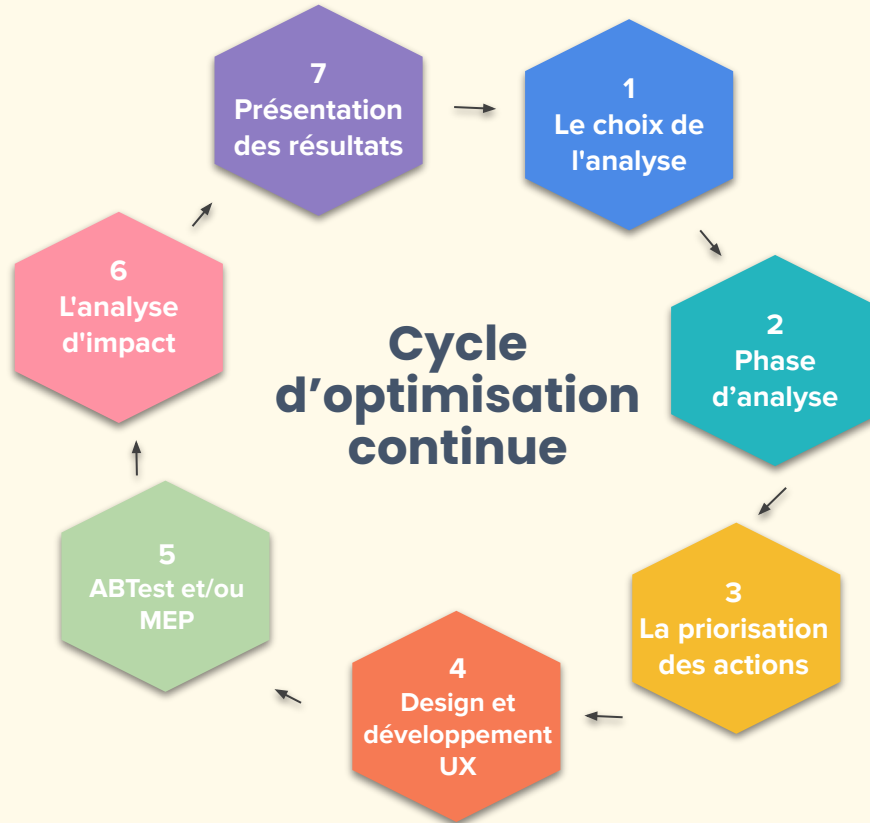 7
Présentation
des résultats
1
Le choix de
l'analyse
6
L'analyse
d'impact
2
Phase
d’analyse
Cycle
d’optimisation
continue
5
ABTest et/ou
MEP
3
La priorisation
des actions
4
Design et
développement
UX